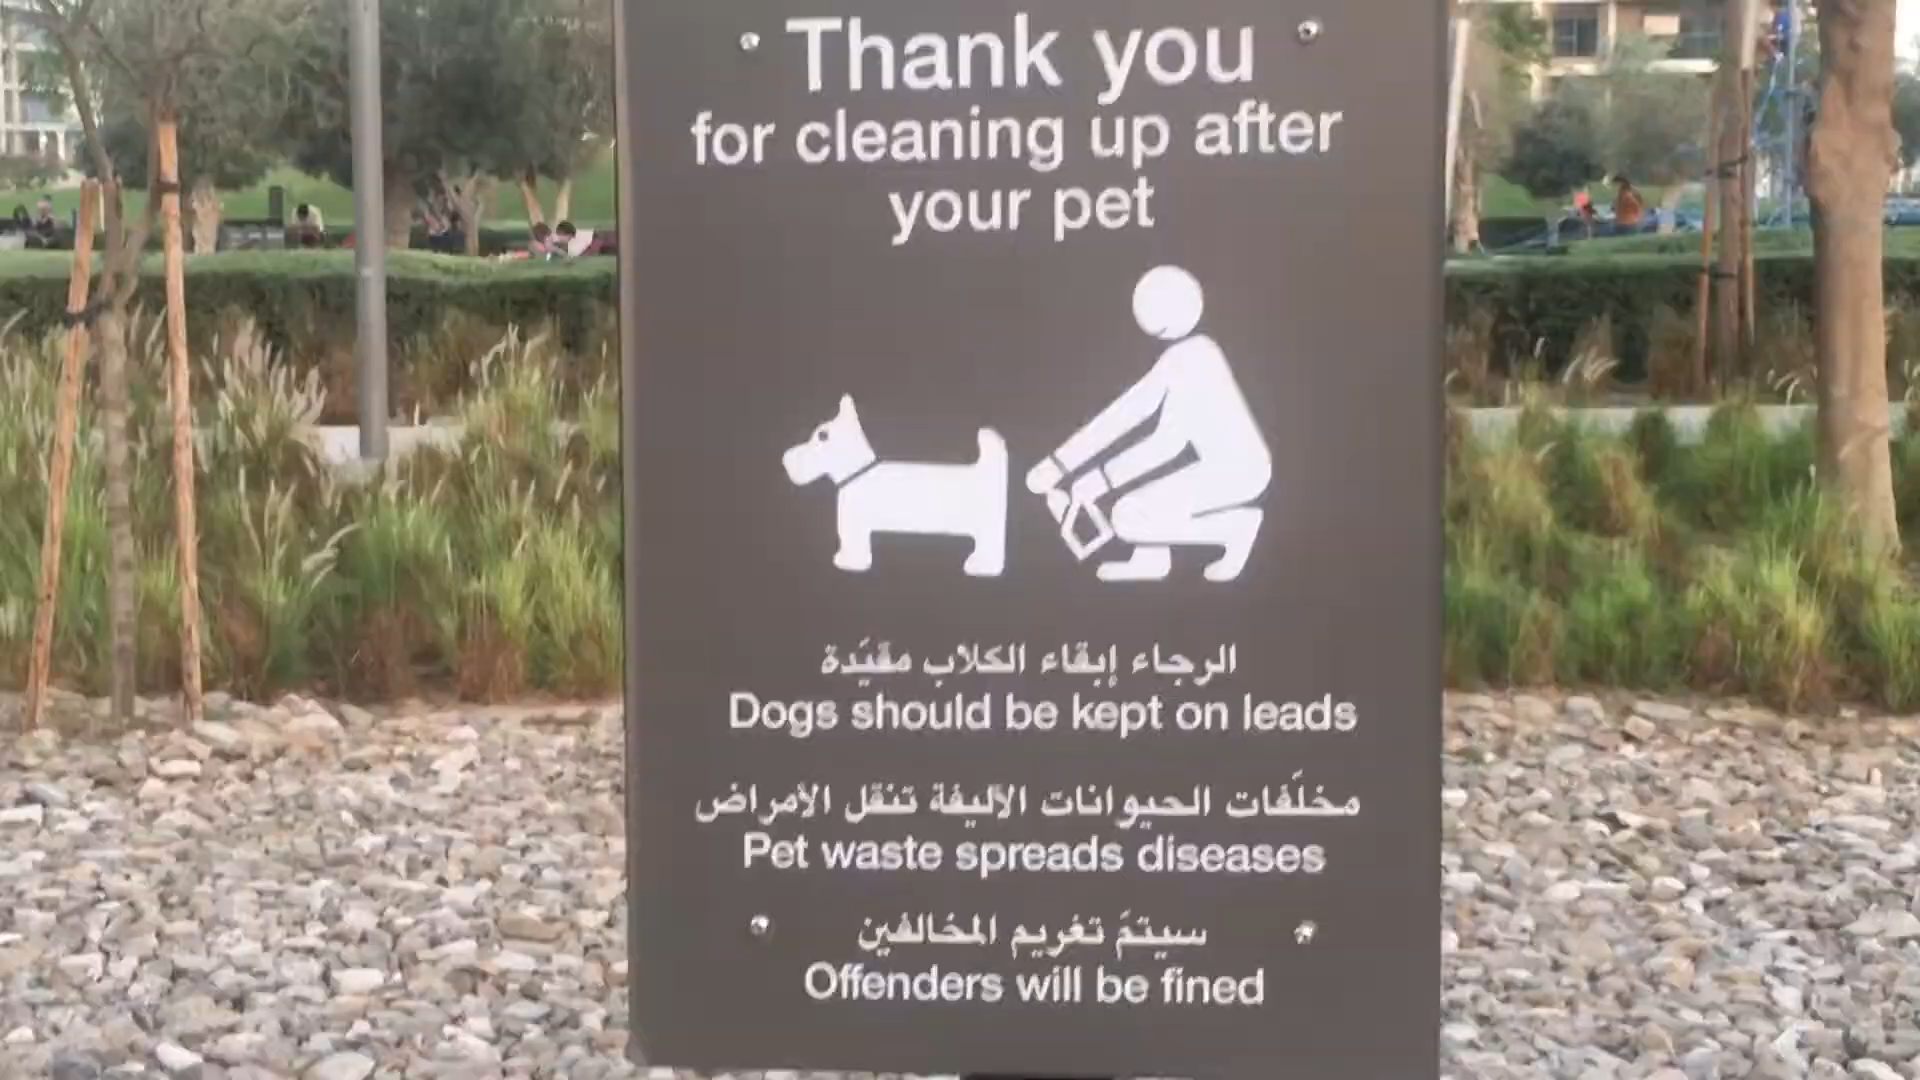 Thank you
for cleaning up after
your pet
الرجاء إبقاء الكلاب مقيَدة
Dogs should be kept on leads
مخلَفات الحيوانات الأليفة تنقل الأمراض
Pet waste spreads diseases
سيتمَ تغريم المخالفين
Offenders will be fined